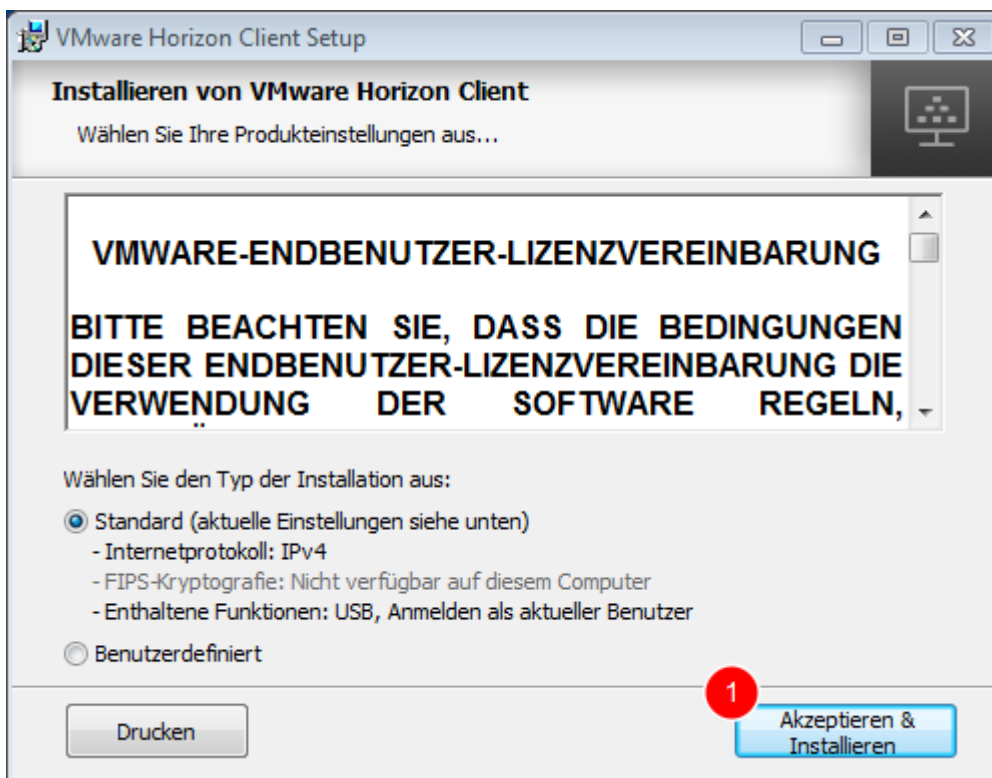 VMware Horizon Client Setup
Installieren von VMware Horizon Client
Wählen Sie Ihre Produkteinstellungen aus...
VMWARE-ENDBENUTZER-LIZENZVEREINBARUNG
BITTE BEACHTEN SIE, DASS DIE BEDINGUNGEN
DIESER ENDBENUTZER-LIZENZVEREINBARUNG DIE
VERWENDUNG DER SOFTWARE REGELN,
Wählen Sie den Typ der Installation aus:
Standard (aktuelle Einstellungen siehe unten)
- Internetprotokoll: IPv4
- FIPS-Kryptografie: Nicht verfügbar auf diesem Computer
- Enthaltene Funktionen: USB, Anmelden als aktueller Benutzer
Benutzerdefiniert
1
Drucken
Akzeptieren &
Installieren